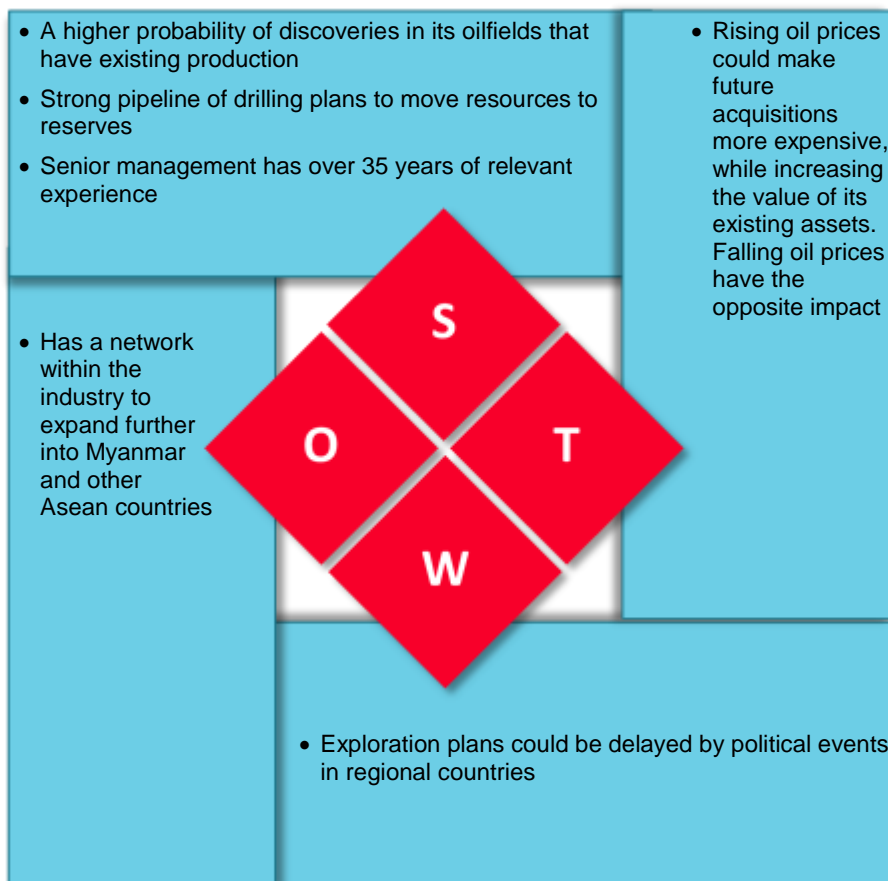 • A higher probability of discoveries in its oilfields that
have existing production
• Strong pipeline of drilling plans to move resources to
reserves
• Senior management has over 35 years of relevant
experience
• Rising oil prices
could make
future
acquisitions
more expensive,
while increasing
the value of its
existing assets.
Falling oil prices
have the
opposite impact
S
• Has a network
within the
industry to
expand further
into Myanmar
and other
Asean countries
O
T
W
• Exploration plans could be delayed by political events
in regional countries